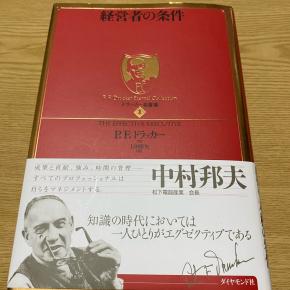 経営者の条件
P.F. Drucker Eternal Collection
ドラッカー名著集
1
THE EFFECTIVE EXECUTIVE
P.F.ドラッカー
成果と貢献、強み、時間の管理――
すべてのプロフェッショナルは
自らをマネジメントする。
中村邦夫
松下電器産業 会長
知識の時代においては
一人ひとりがエグゼクティブである
ダイヤモンド社